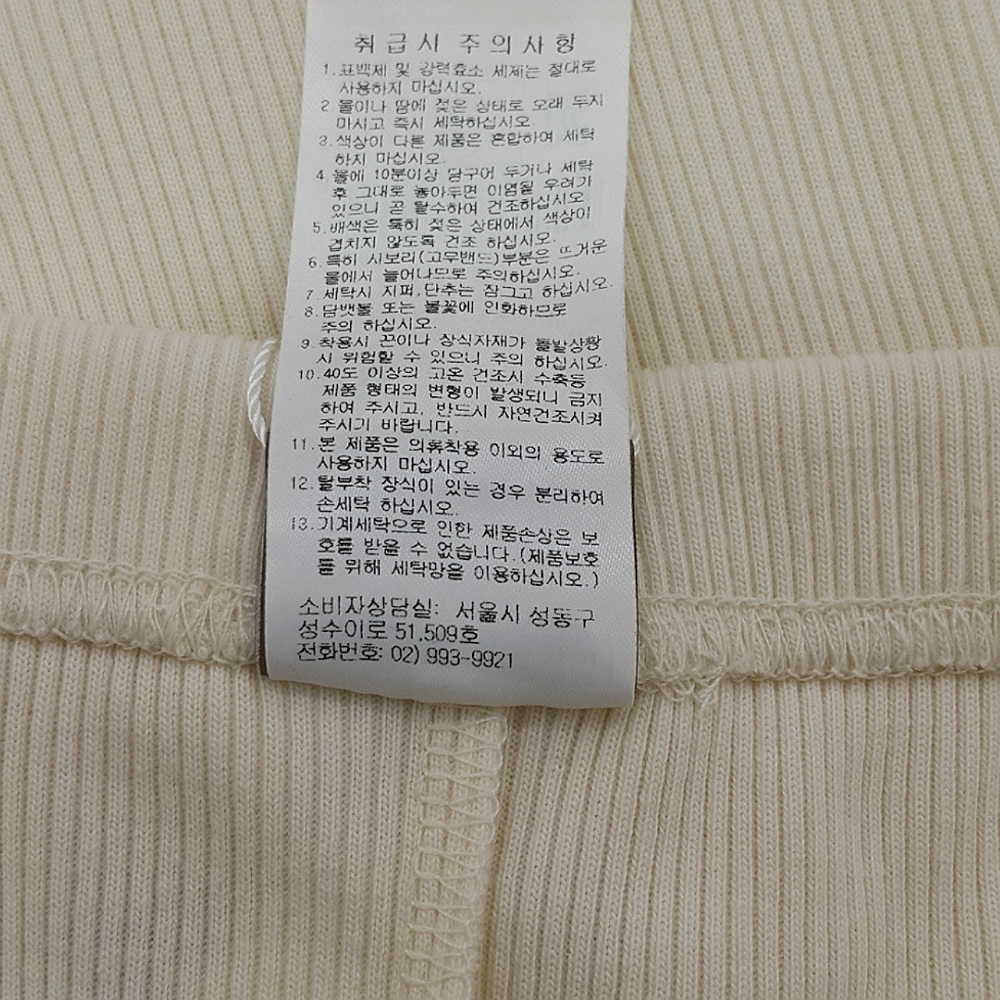 취급시 주의사항
1.표백제 및 강력효소 세제는 절대로
사용하지 마십시오.
2.물이나 땀에 젖은 상태로 오래 두지
마시고 즉시 세탁하십시오.
3.색상이 다른 제품은 혼합하여 세탁
하지 마십시오.
4.물에 10분이상 담구어 두거나 세탁
후 그대로 놓아두면 이염될 우려가
있으니 곧 탈수하여 건조하십시오
5.배색은 특히 젖은 상태에서 색상이
겹치지 않도록 건조 하십시오.
6.특히 시보리(고무밴드)부분은 뜨거운
물에서 늘어나므로 주의하십시오.
7.세탁시 지퍼,단추는 잠그고 하십시오.
8.담뱃불 또는 불꽃에 인화하므로
주의 하십시오.
9.착용시 끈이나 장식자재가 돌발상황
시 위험할 수 있으니 주의 하십시오.
10.40도 이상의 고온 건조시 수축등
제품 형태의 변형이 발생되니 금지
하여 주시고, 반드시 자연건조시켜
주시기 바랍니다.
11.본 제품은 의류착용 이외의 용도로
사용하지 마십시오.
12.탈부착 장식이 있는 경우 분리하여
손세탁 하십시오.
13.기계세탁으로 인한 제품손상은 보
호를 받을 수 없습니다.(제품보호
를 위해 세탁망을 이용하십시오.)
소비자상담실: 서울시 성동구
성수이로 51,509호
전화번호: 02) 993-9921